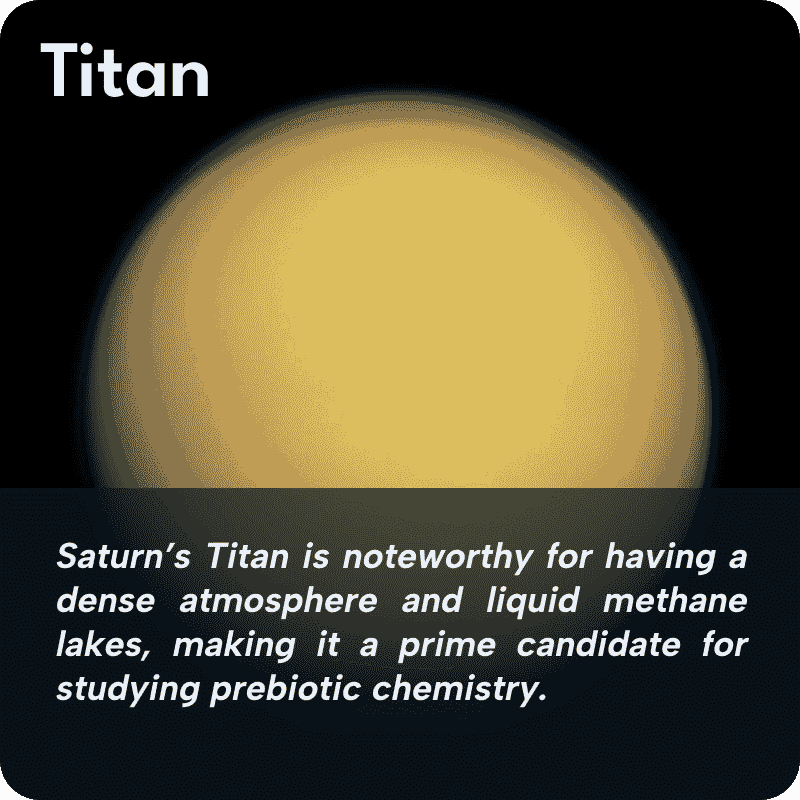 Titan
Saturn’s Titan is noteworthy for having a
dense atmosphere and liquid methane
lakes, making it a prime candidate for
studying prebiotic chemistry.